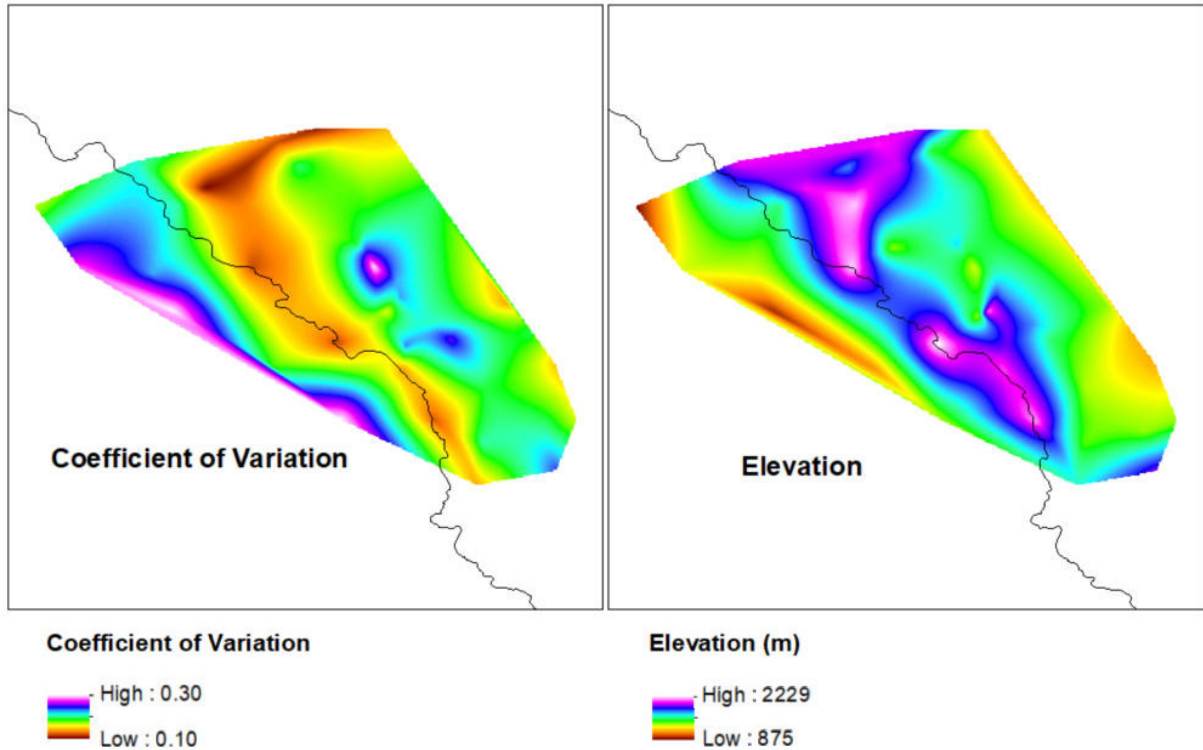 Coefficient of Variation
Elevation
Coefficient of Variation
High : 0.30
Low : 0.10
Elevation (m)
High : 2229
Low : 875